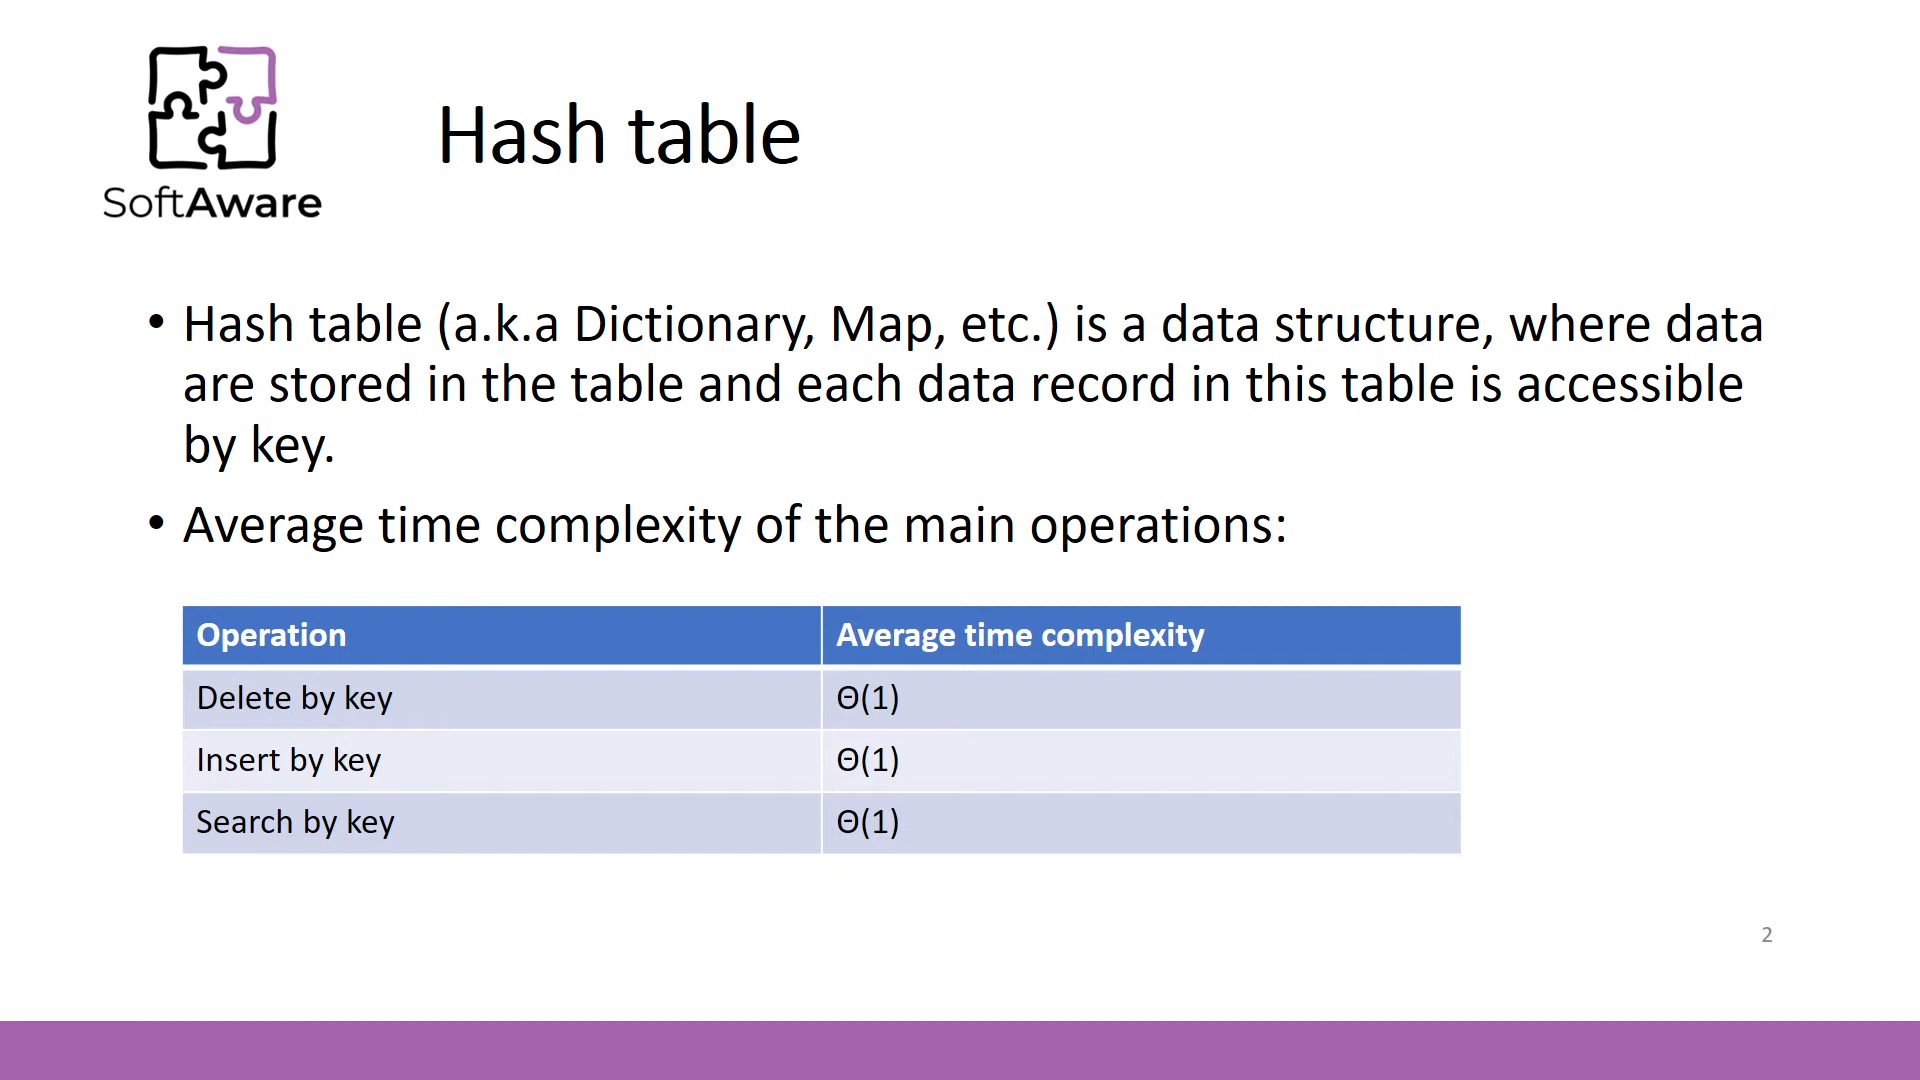 SoftAware
Hash table
• Hash table (a.k.a Dictionary, Map, etc.) is a data structure, where data
are stored in the table and each data record in this table is accessible
by key.
• Average time complexity of the main operations:
Operation Average time complexity
Delete by key Θ(1)
Insert by key Θ(1)
Search by key Θ(1)
2